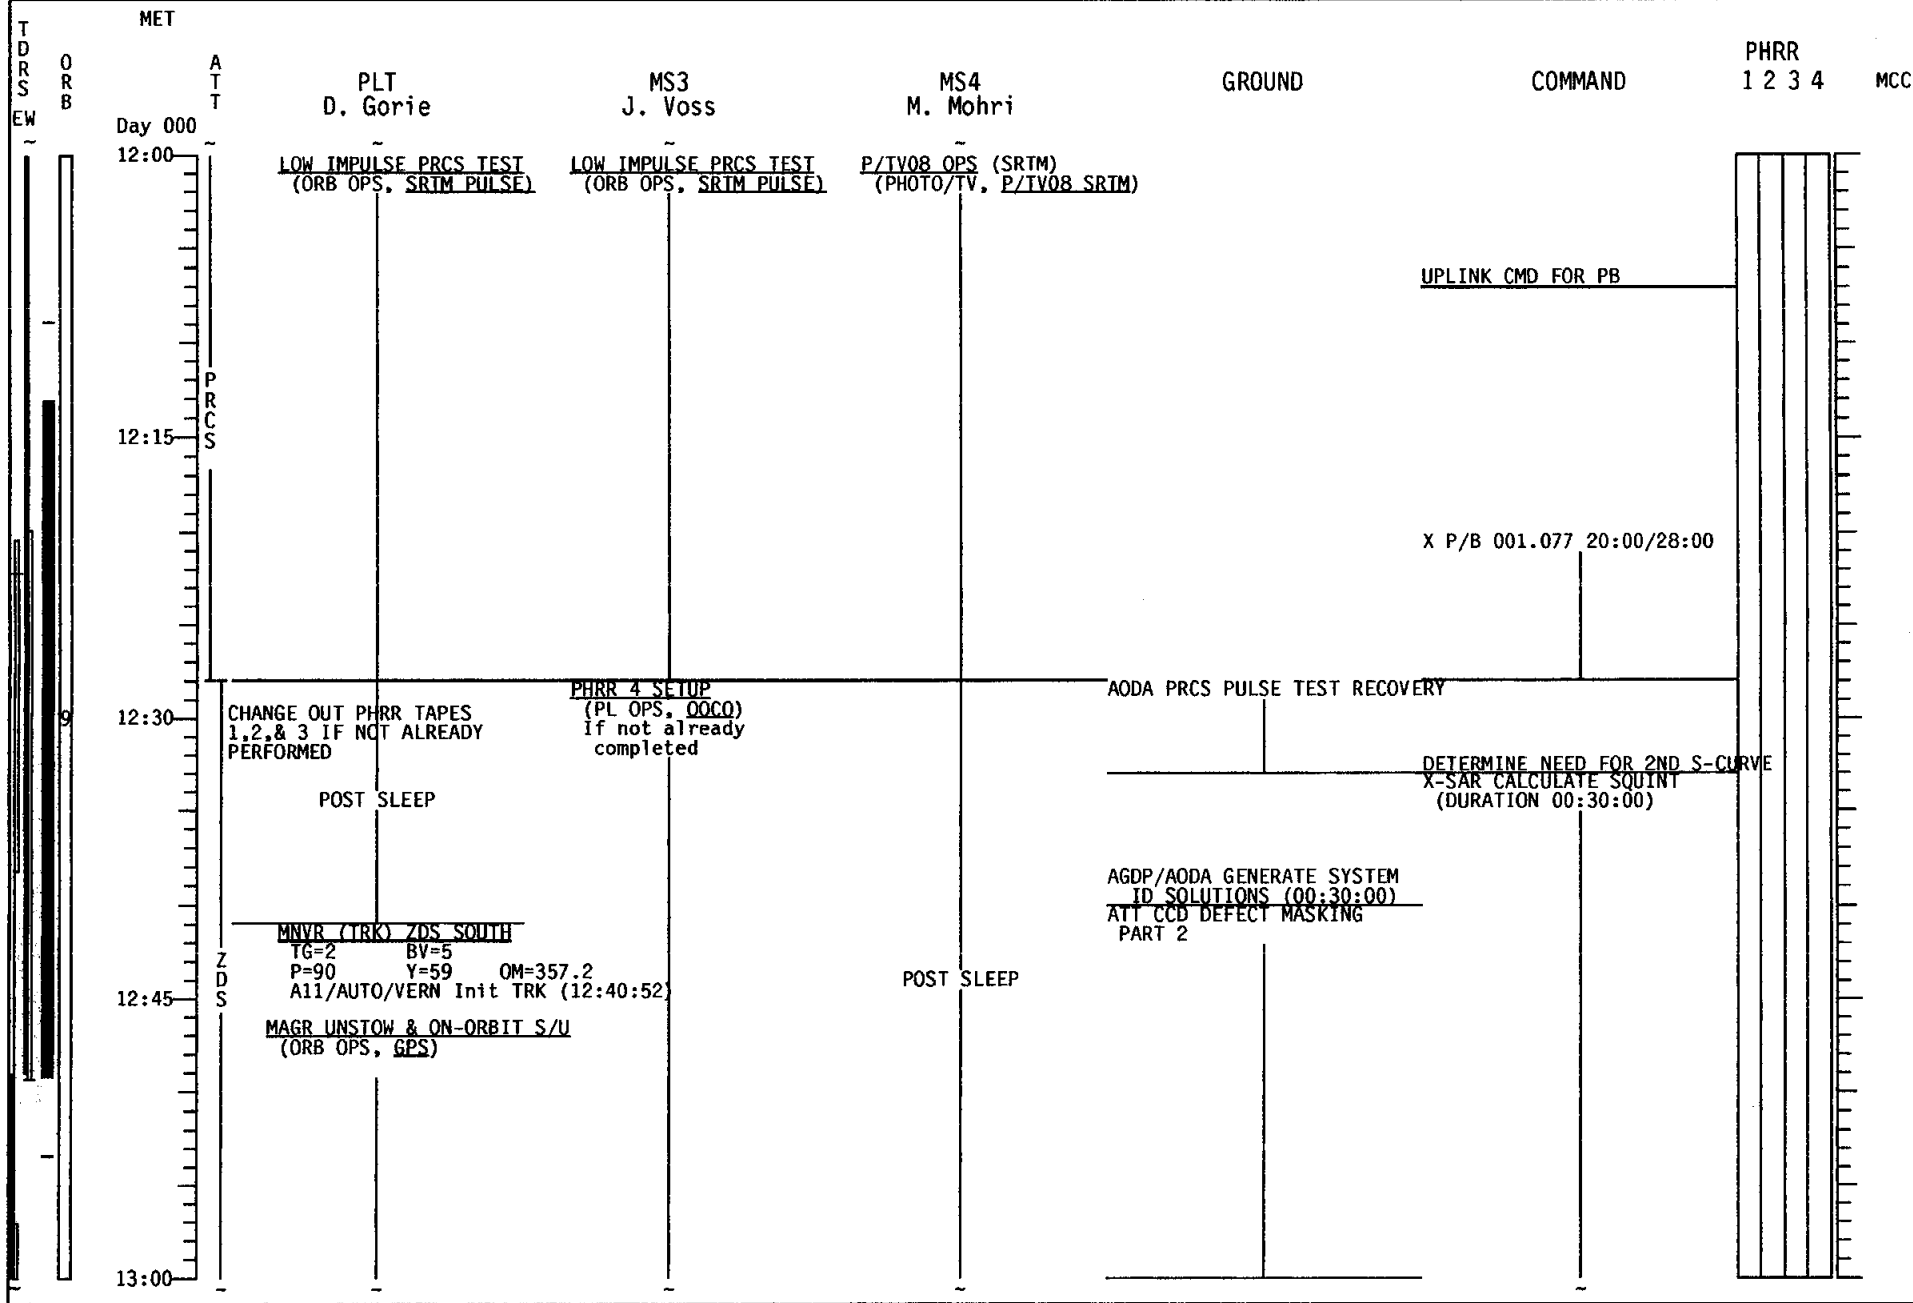 MET
TDRS
EW
ORB
ATT
PLT
D. Gorie
MS3
J. Voss
MS4
M. Mohri
GROUND
COMMAND
PHRR
1 2 3 4
MCC
Day 000
12:00
LOW IMPULSE PRCS TEST
(ORB OPS, SRTM PULSE)
LOW IMPULSE PRCS TEST
(ORB OPS, SRTM PULSE)
P/TV08 OPS (SRTM)
(PHOTO/TV, P/TV08 SRTM)
UPLINK CMD FOR PB
PRCS
12:15
X P/B 001.077 20:00/28:00
PHRR 4 SETUP
(PL OPS, OOCO)
If not already
completed
AODA PRCS PULSE TEST RECOVERY
9
12:30
CHANGE OUT PHRR TAPES
1,2,& 3 IF NOT ALREADY
PERFORMED
DETERMINE NEED FOR 2ND S-CURVE
X-SAR CALCULATE SQUINT
(DURATION 00:30:00)
POST SLEEP
AGDP/AODA GENERATE SYSTEM
ID SOLUTIONS (00:30:00)
ATT CCD DEFECT MASKING
PART 2
MNVR (TRK) ZDS SOUTH
TG=2 BV=5
P=90 Y=59 OM=357.2
A11/AUTO/VERN Init TRK (12:40:52)
ZDS
POST SLEEP
12:45
MAGR UNSTOW & ON-ORBIT S/U
(ORB OPS, GPS)
13:00